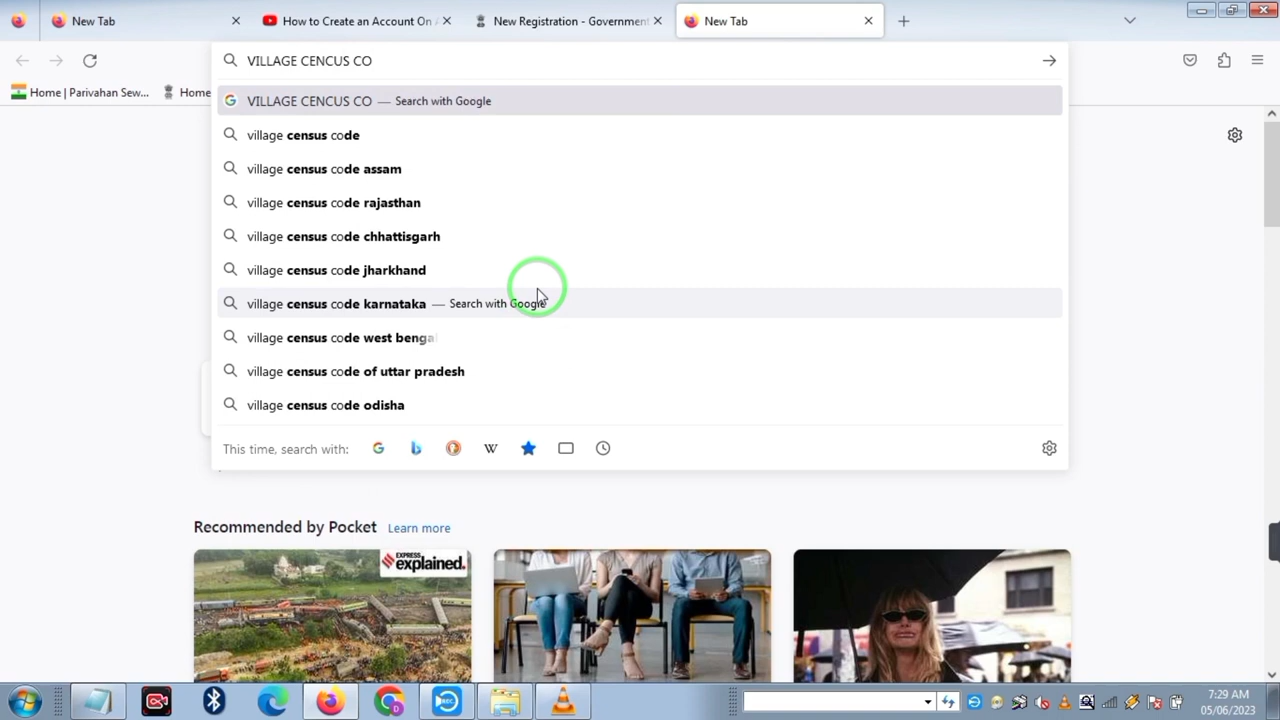 New Tab
How to Create an Account On
New Registration - Government
New Tab
VILLAGE CENCUS CO
Home | Parivahan Sew...
Home
VILLAGE CENCUS CO — Search with Google
village census code
village census code assam
village census code rajasthan
village census code chhattisgarh
village census code jharkhand
village census code karnataka — Search with Google
village census code west bengal
village census code of uttar pradesh
village census code odisha
This time, search with:
Recommended by Pocket Learn more
EXPRESS
explained.
REC
7:29 AM
05/06/2023